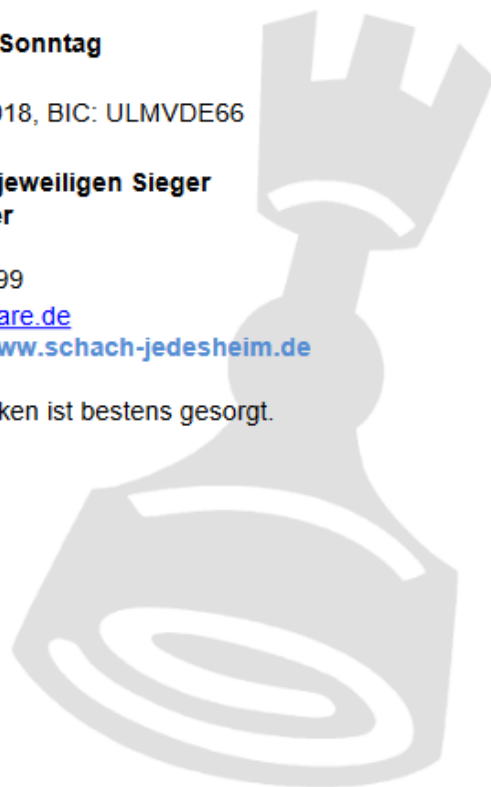 Sonntag
018, BIC: ULMVDE66
jeweiligen Sieger
er
99
are.de
ww.schach-jedesheim.de
ken ist bestens gesorgt.